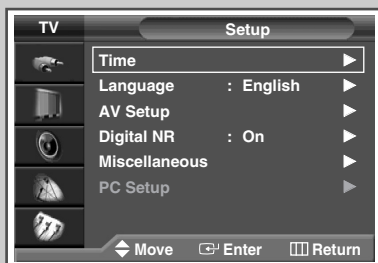 TV Setup
Time
Language : English
AV Setup
Digital NR : On
Miscellaneous
PC Setup
Move Enter Return